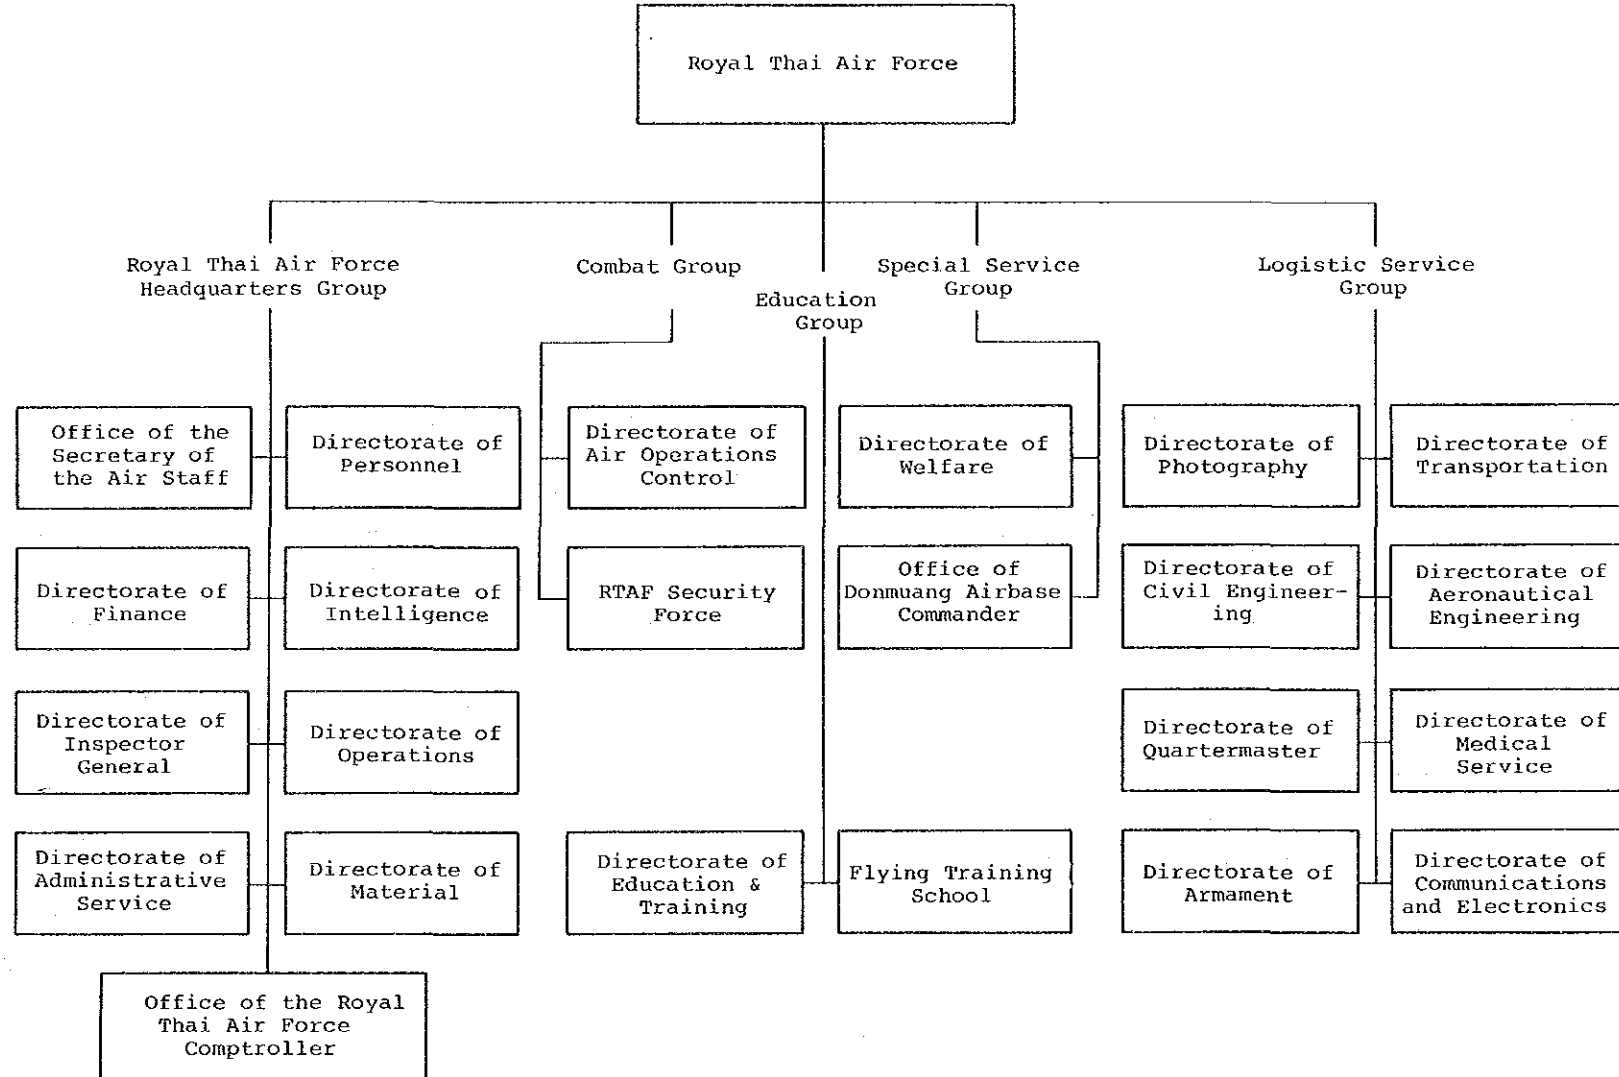 Royal Thai Air Force
Royal Thai Air Force
Headquarters Group
Combat Group
Education
Group
Special Service
Group
Logistic Service
Group
Office of the
Secretary of
the Air Staff
Directorate of
Personnel
Directorate of
Air Operations
Control
Directorate of
Welfare
Directorate of
Photography
Directorate of
Transportation
Directorate of
Finance
Directorate of
Intelligence
RTAF Security
Force
Office of
Donmuang Airbase
Commander
Directorate of
Civil Engineer-
ing
Directorate of
Aeronautical
Engineering
Directorate of
Inspector
General
Directorate of
Operations
Directorate of
Quartermaster
Directorate of
Medical
Service
Directorate of
Administrative
Service
Directorate of
Material
Directorate of
Education &
Training
Flying Training
School
Directorate of
Armament
Directorate of
Communications
and Electronics
Office of the Royal
Thai Air Force
Comptroller